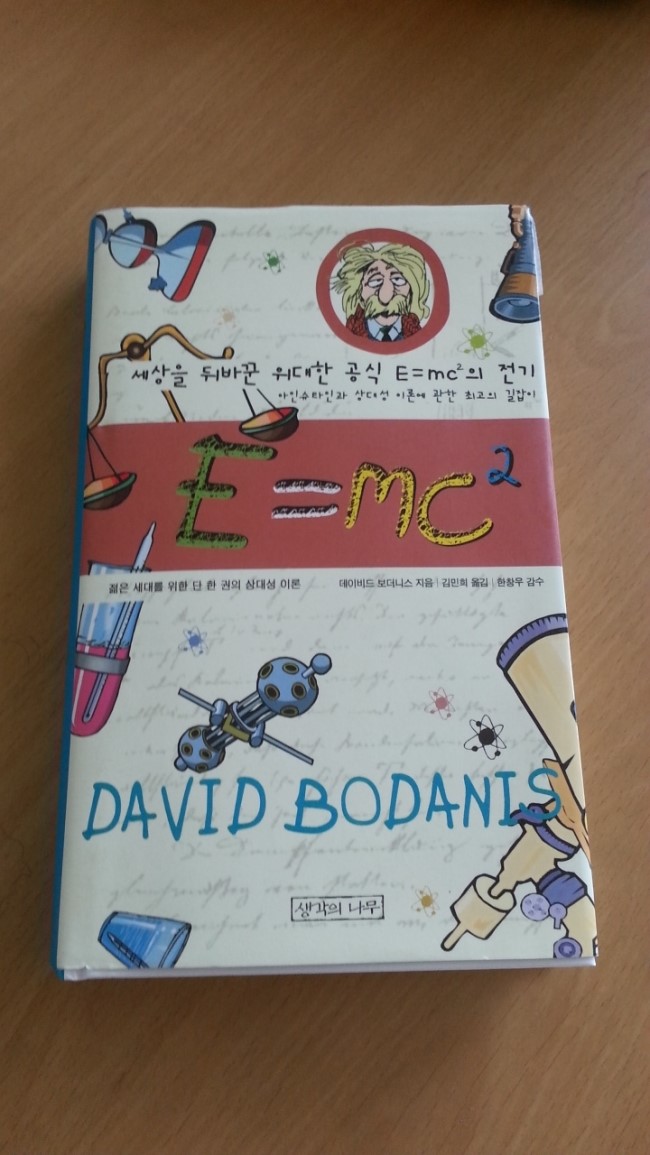 세상을 뒤바꾼 위대한 공식 E=mc²의 전기
아인슈타인과 상대성 이론에 관한 최고의 길잡이
E=mc²
젊은 세대를 위한 단 한 권의 상대성 이론
데이비드 보더니스 지음 | 김민희 옮김 | 한창우 감수
DAVID BODANIS
생각의 나무